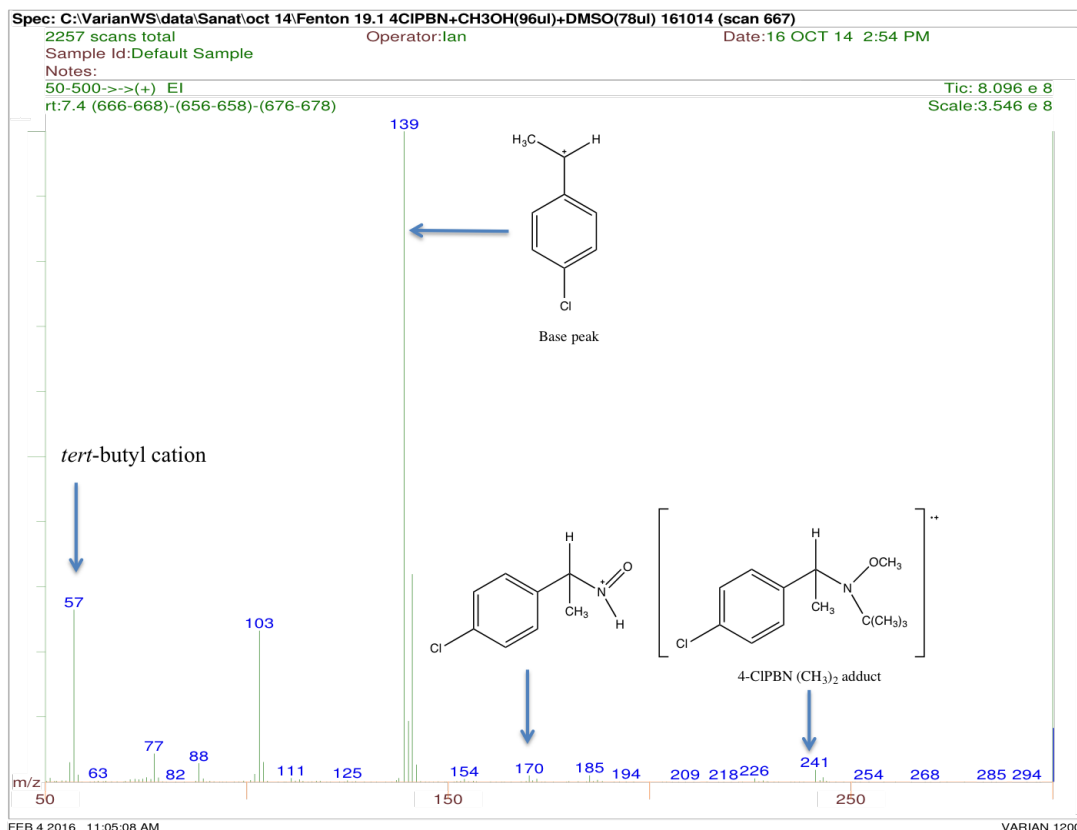 Spec: C:\VarianWS\data\Sanat\oct 14\Fenton 19.1 4ClPBN+CH3OH(96ul)+DMSO(78ul) 161014 (scan 667)
2257 scans total Operator:Ian Date:16 OCT 14 2:54 PM
Sample Id:Default Sample
Notes:
50-500->->(+) EI Tic: 8.096 e 8
rt:7.4 (666-668)-(656-658)-(676-678) Scale:3.546 e 8
139
H₃C + H
Cl
Base peak
tert-butyl cation
57
103
77
88
63
82
111
125
H
O
+
N
CH₃
H
Cl
H
OCH₃
N
CH₃
C(CH₃)₃
Cl
·+
4-ClPBN (CH₃)₂ adduct
154 170 185 194 209 218 226 241 254 268 285 294
m/z
50 150 250
FEB 4 2016 11:05:08 AM VARIAN 1200